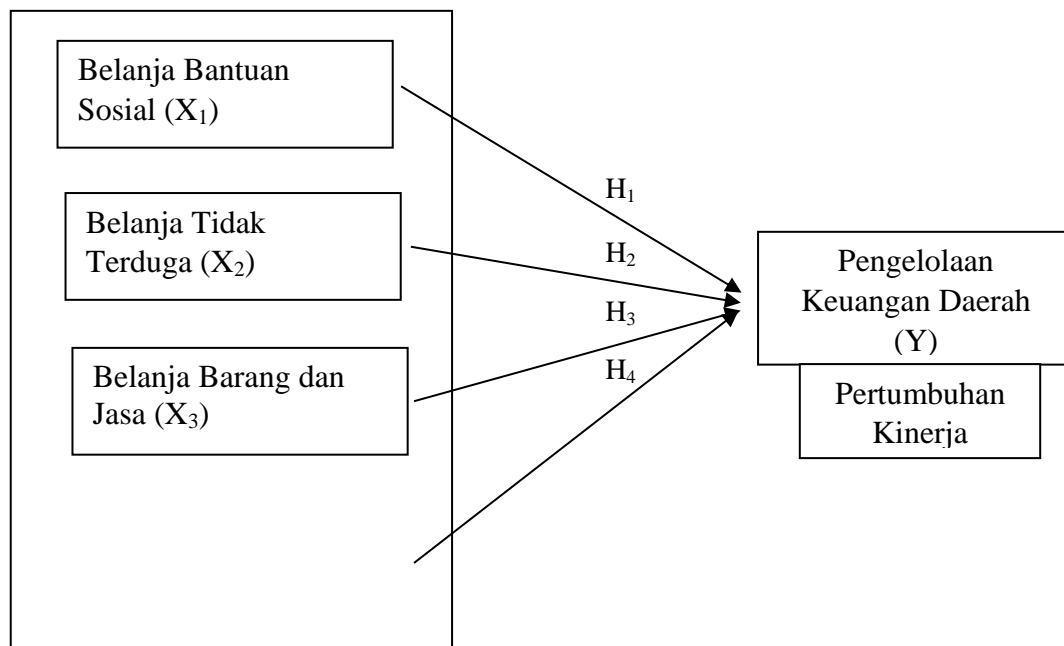 Belanja Bantuan
Sosial (X₁)
Belanja Tidak
Terduga (X₂)
Belanja Barang dan
Jasa (X₃)
H₁
H₂
H₃
H₄
Pengelolaan
Keuangan Daerah
(Y)
Pertumbuhan
Kinerja